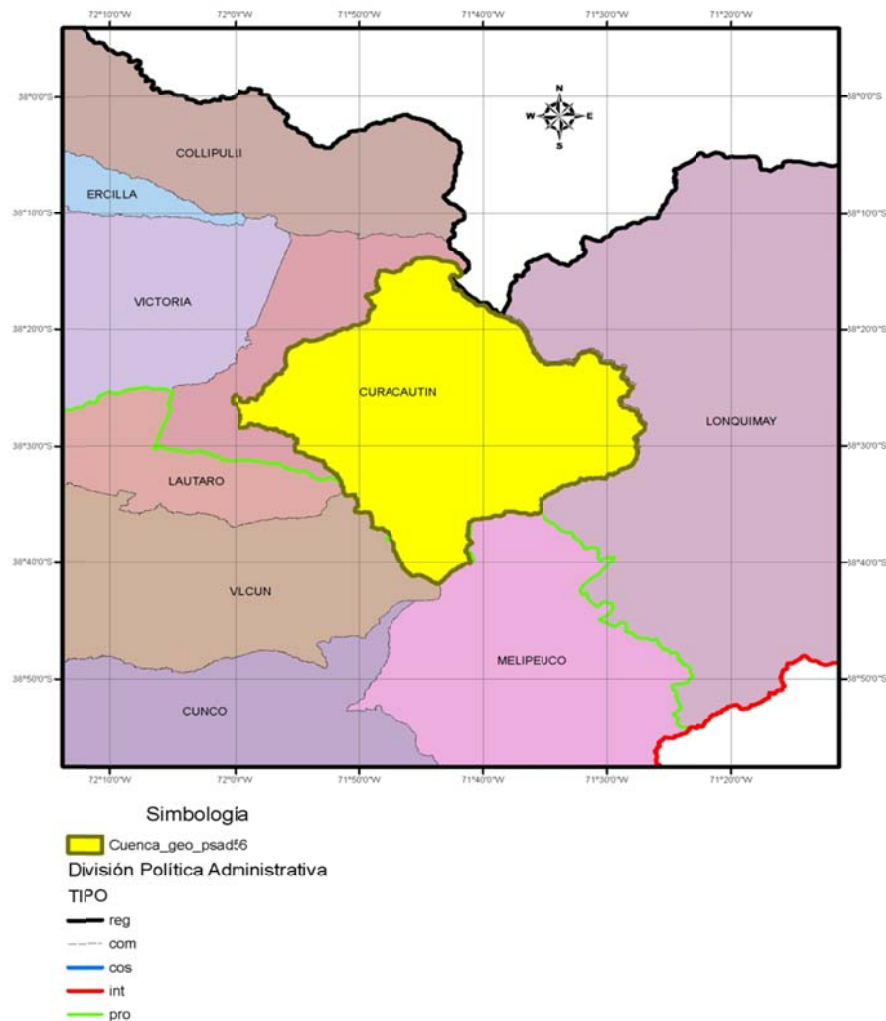 72°10'0"W 72°0'0"W 71°50'0"W 71°40'0"W 71°30'0"W 71°20'0"W
N
W E
S
38°0'0"S 38°0'0"S
COLLIPULII
ERCILLA
38°10'0"S 38°10'0"S
VICTORIA
38°20'0"S 38°20'0"S
CURACAUTIN
LONQUIMAY
38°30'0"S 38°30'0"S
LAUTARO
38°40'0"S 38°40'0"S
VLCUN
MELIPEUCO
38°50'0"S 38°50'0"S
CUNCO
72°10'0"W 72°0'0"W 71°50'0"W 71°40'0"W 71°30'0"W 71°20'0"W
Simbología
Cuenca_geo_psad56
División Política Administrativa
TIPO
reg
com
cos
int
pro